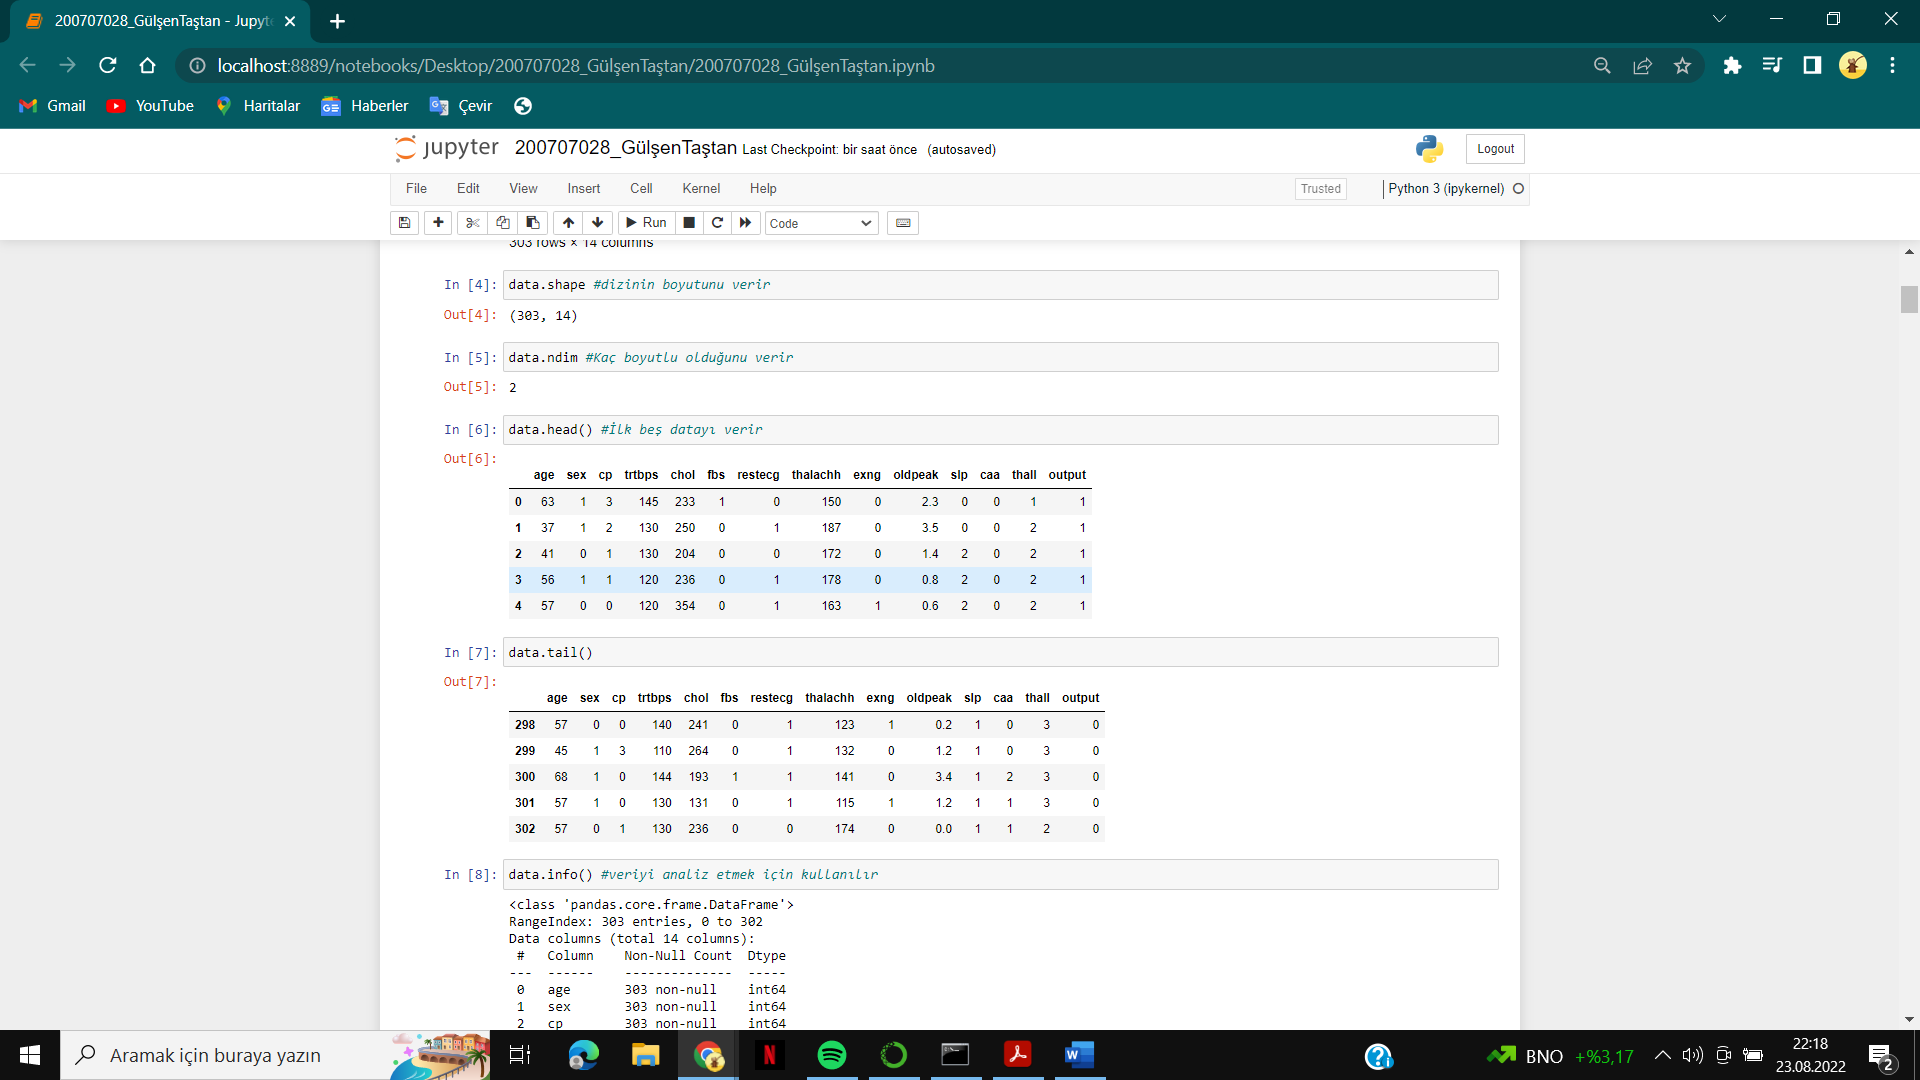 200707028_GülşenTaştan - Jupyte
localhost:8889/notebooks/Desktop/200707028_GülşenTaştan/200707028_GülşenTaştan.ipynb
Gmail YouTube Haritalar Haberler Çevir
jupyter 200707028_GülşenTaştan Last Checkpoint: bir saat önce (autosaved) Logout
File Edit View Insert Cell Kernel Help Trusted Python 3 (ipykernel)
Run Code
303 rows × 14 columns
In [4]: data.shape #dizinin boyutunu verir
Out[4]: (303, 14)
In [5]: data.ndim #Kaç boyutlu olduğunu verir
Out[5]: 2
In [6]: data.head() #İlk beş datayı verir
Out[6]:
age sex cp trtbps chol fbs restecg thalachh exng oldpeak slp caa thall output
0 63 1 3 145 233 1 0 150 0 2.3 0 0 1 1
1 37 1 2 130 250 0 1 187 0 3.5 0 0 2 1
2 41 0 1 130 204 0 0 172 0 1.4 2 0 2 1
3 56 1 1 120 236 0 1 178 0 0.8 2 0 2 1
4 57 0 0 120 354 0 1 163 1 0.6 2 0 2 1
In [7]: data.tail()
Out[7]:
age sex cp trtbps chol fbs restecg thalachh exng oldpeak slp caa thall output
298 57 0 0 140 241 0 1 123 1 0.2 1 0 3 0
299 45 1 3 110 264 0 1 132 0 1.2 1 0 3 0
300 68 1 0 144 193 1 1 141 0 3.4 1 2 3 0
301 57 1 0 130 131 0 1 115 1 1.2 1 1 3 0
302 57 0 1 130 236 0 0 174 0 0.0 1 1 2 0
In [8]: data.info() #veriyi analiz etmek için kullanılır
<class 'pandas.core.frame.DataFrame'>
RangeIndex: 303 entries, 0 to 302
Data columns (total 14 columns):
# Column Non-Null Count Dtype
--- ------ -------------- -----
0 age 303 non-null int64
1 sex 303 non-null int64
2 cp 303 non-null int64
Aramak için buraya yazın
BNO +%3,17
22:18
23.08.2022
2